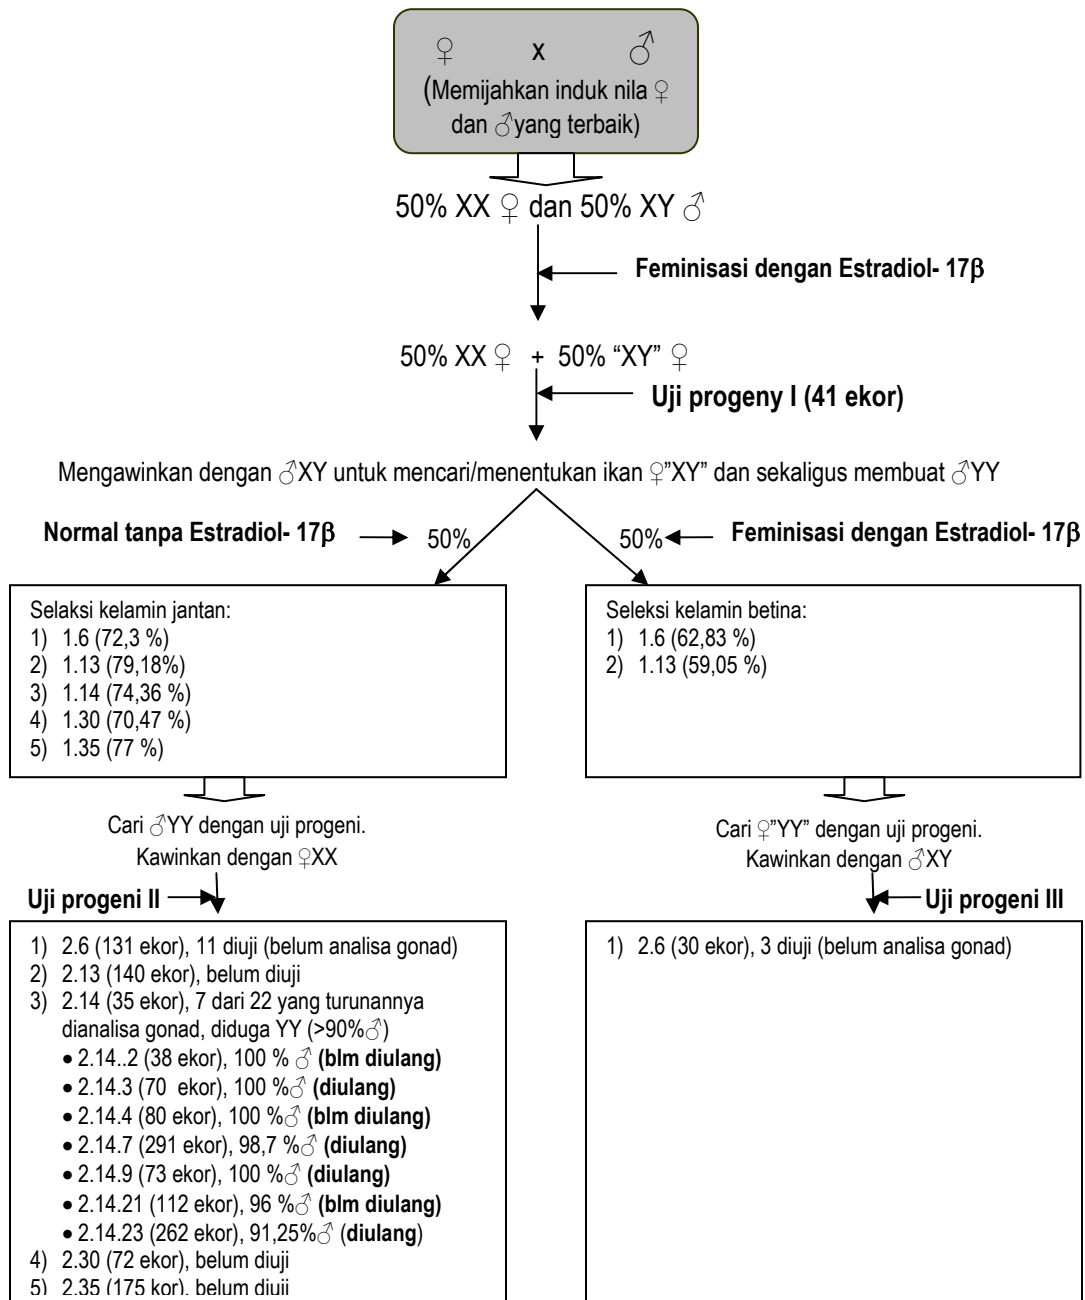 ♀ x ♂
(Memijahkan induk nila ♀
dan ♂yang terbaik)
50% XX ♀ dan 50% XY ♂
Feminisasi dengan Estradiol- 17β
50% XX ♀ + 50% “XY” ♀
Uji progeny I (41 ekor)
Mengawinkan dengan ♂XY untuk mencari/menentukan ikan ♀”XY” dan sekaligus membuat ♂YY
Normal tanpa Estradiol- 17β
50%
50%
Feminisasi dengan Estradiol- 17β
Selaksi kelamin jantan:
1) 1.6 (72,3 %)
2) 1.13 (79,18%)
3) 1.14 (74,36 %)
4) 1.30 (70,47 %)
5) 1.35 (77 %)
Seleksi kelamin betina:
1) 1.6 (62,83 %)
2) 1.13 (59,05 %)
Cari ♂YY dengan uji progeni.
Kawinkan dengan ♀XX
Cari ♀”YY” dengan uji progeni.
Kawinkan dengan ♂XY
Uji progeni II
Uji progeni III
1) 2.6 (131 ekor), 11 diuji (belum analisa gonad)
2) 2.13 (140 ekor), belum diuji
3) 2.14 (35 ekor), 7 dari 22 yang turunannya
dianalisa gonad, diduga YY (>90%♂)
• 2.14..2 (38 ekor), 100 % ♂ (blm diulang)
• 2.14.3 (70 ekor), 100 %♂ (diulang)
• 2.14.4 (80 ekor), 100 %♂ (blm diulang)
• 2.14.7 (291 ekor), 98,7 %♂ (diulang)
• 2.14.9 (73 ekor), 100 %♂ (diulang)
• 2.14.21 (112 ekor), 96 %♂ (blm diulang)
• 2.14.23 (262 ekor), 91,25%♂ (diulang)
4) 2.30 (72 ekor), belum diuji
5) 2.35 (175 kor), belum diuji
1) 2.6 (30 ekor), 3 diuji (belum analisa gonad)